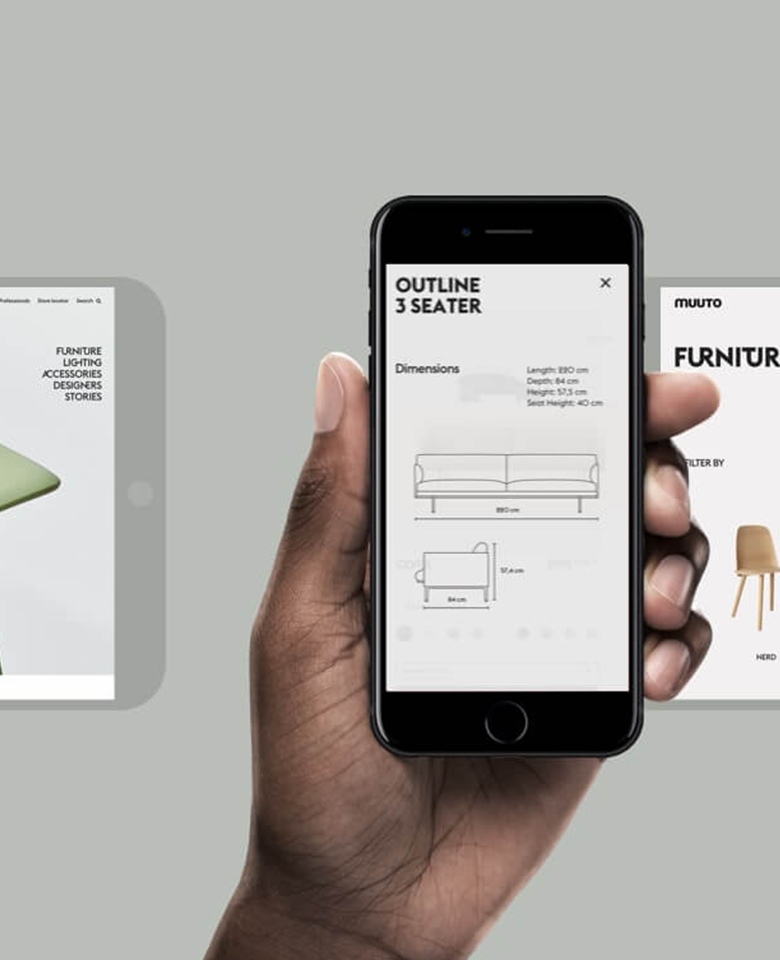 Professionals Store locator Search
FURNITURE
LIGHTING
ACCESSORIES
DESIGNERS
STORIES
OUTLINE
3 SEATER
Dimensions
Length: 220 cm
Depth: 84 cm
Height: 57,5 cm
Seat Height: 40 cm
220 cm
57,4 cm
84 cm
MUUTO
FURNITUR
FILTER BY
NERD